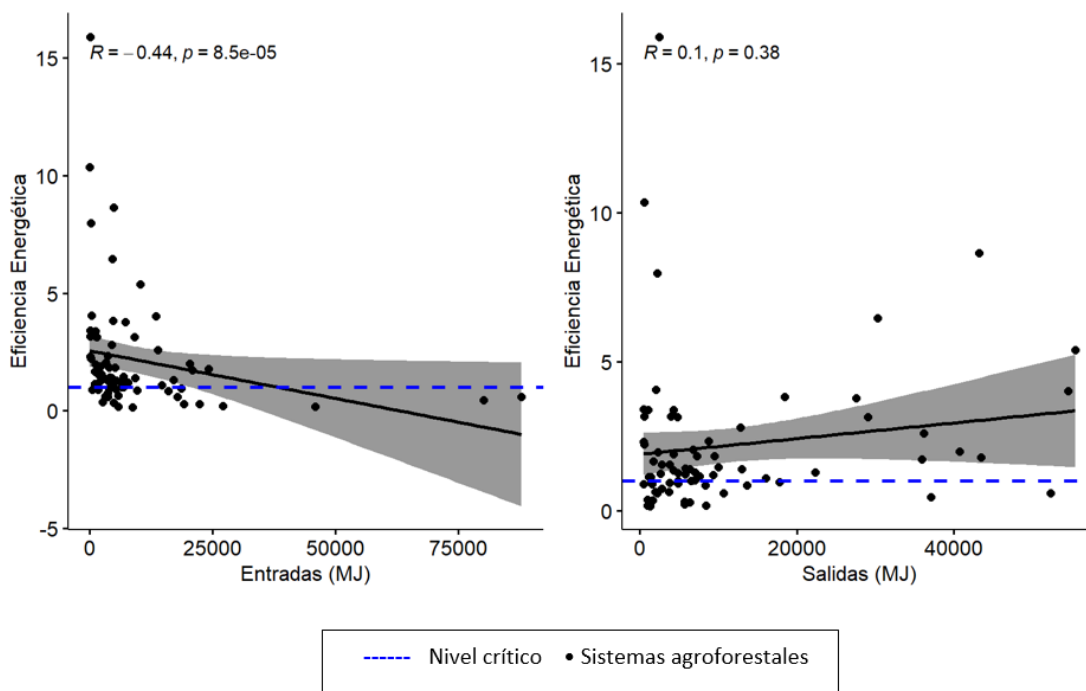 R = −0.44, p = 8.5e-05
Eficiencia Energética
15
10
5
0
-5
0
25000
50000
75000
Entradas (MJ)
R = 0.1, p = 0.38
Eficiencia Energética
15
10
5
0
0
20000
40000
Salidas (MJ)
Nivel crítico
Sistemas agroforestales